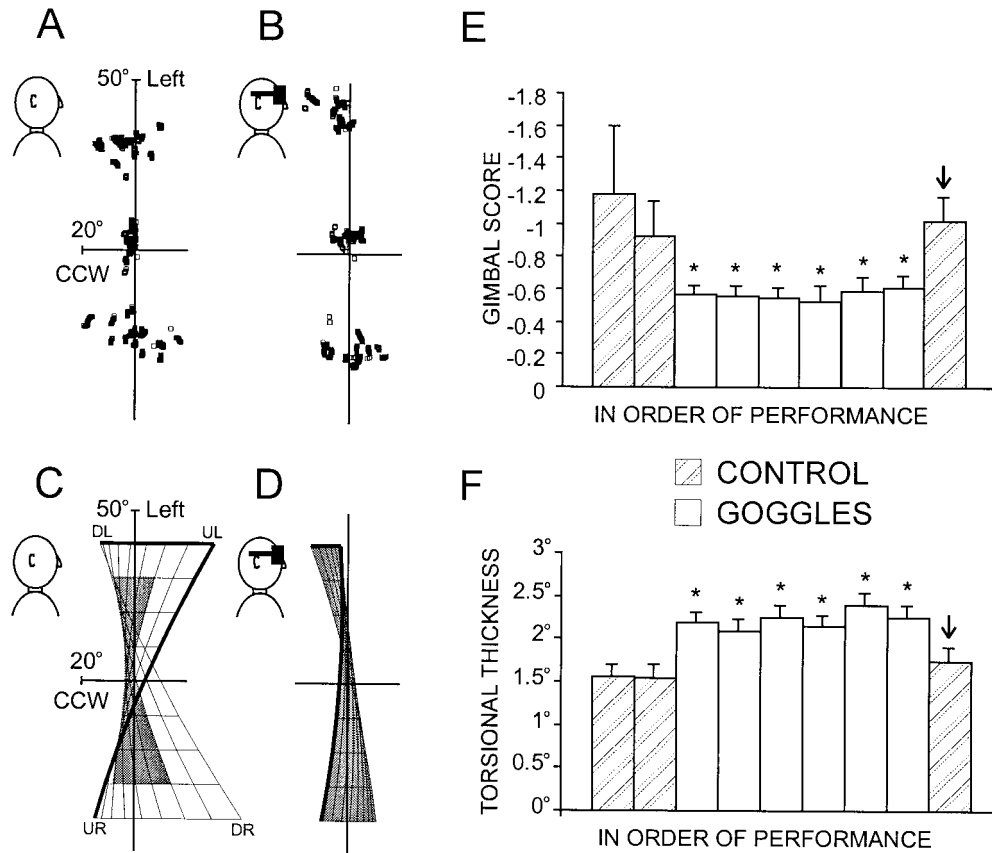 A
50° Left
20°
CCW
B
C
50° Left
DL
UL
20°
CCW
UR
DR
D
E
GIMBAL SCORE
-1.8
-1.6
-1.4
-1.2
-1
-0.8
-0.6
-0.4
-0.2
0
* * * * * *
IN ORDER OF PERFORMANCE
CONTROL
GOGGLES
F
TORSIONAL THICKNESS
3°
2.5°
2°
1.5°
1°
0.5°
0°
* * * * * *
IN ORDER OF PERFORMANCE